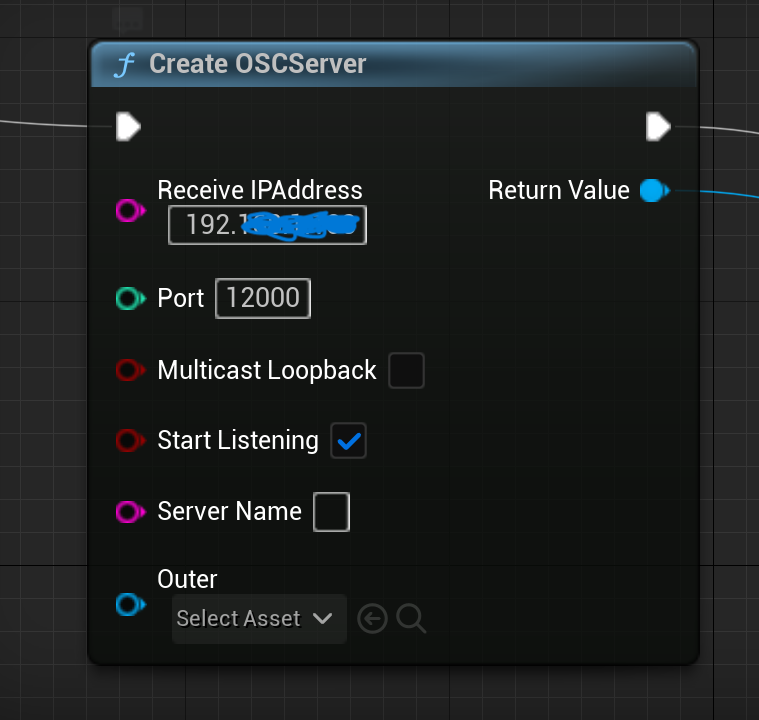 f Create OSCServer
Receive IPAddress
Return Value
192.1
Port 12000
Multicast Loopback
Start Listening
Server Name
Outer
Select Asset